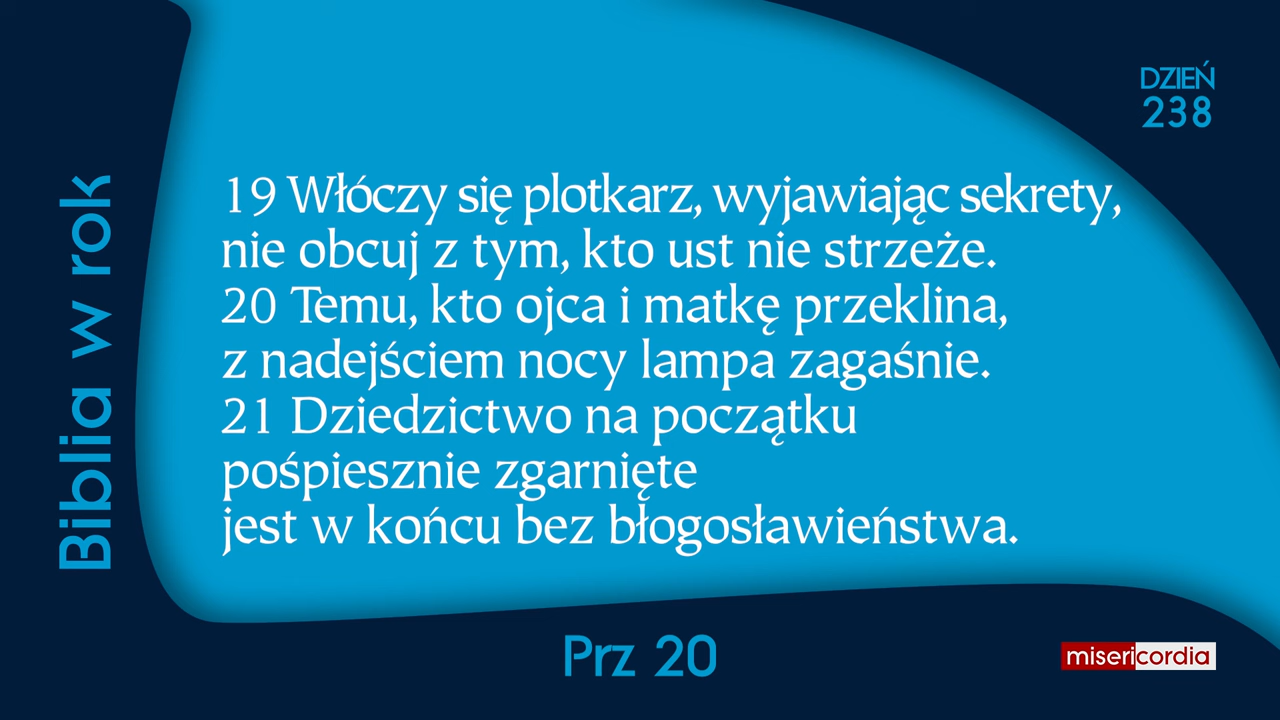 DZIEŃ
238
Biblia w rok
19 Włóczy się plotkarz, wyjawiając sekrety,
nie obcuj z tym, kto ust nie strzeże.
20 Temu, kto ojca i matkę przeklina,
z nadejściem nocy lampa zagaśnie.
21 Dziedzictwo na początku
pośpiesznie zgarnięte
jest w końcu bez błogosławieństwa.
Prz 20
misericordia